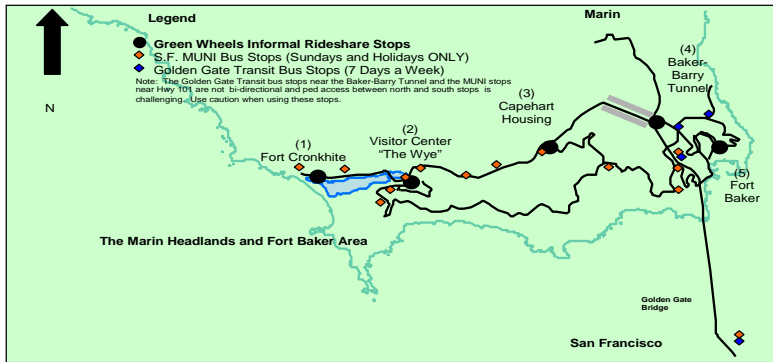 Legend
Marin
Green Wheels Informal Rideshare Stops
S.F. MUNI Bus Stops (Sundays and Holidays ONLY)
Golden Gate Transit Bus Stops (7 Days a Week)
Note: The Golden Gate Transit bus stops near the Baker-Barry Tunnel and the MUNI stops
near Hwy 101 are not bi-directional and ped access between north and south stops is
challenging. Use caution when using these stops.
N
(4)
Baker-
Barry
Tunnel
(3)
Capehart
Housing
(2)
Visitor Center
"The Wye"
(1)
Fort Cronkhite
(5)
Fort
Baker
The Marin Headlands and Fort Baker Area
Golden Gate
Bridge
San Francisco